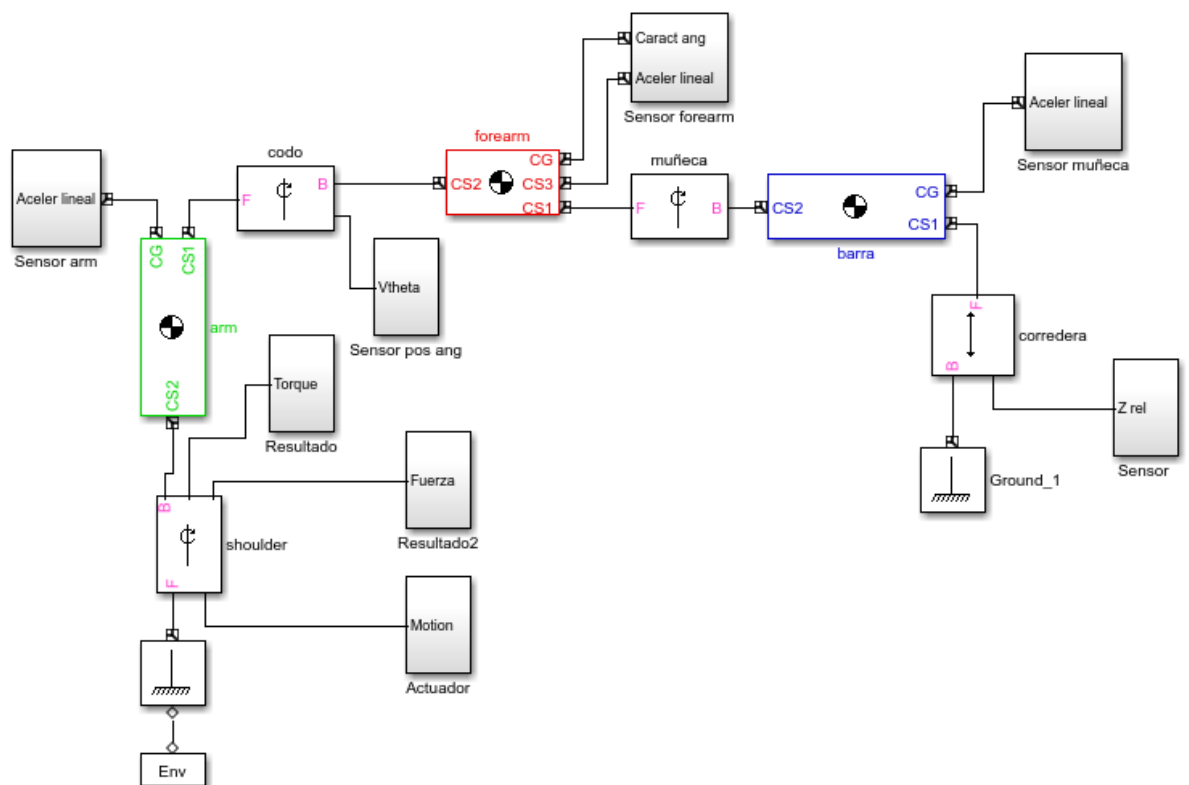 Caract ang
Aceler lineal
Sensor forearm
Aceler lineal
Sensor muñeca
forearm
CG
CS2
CS3
CS1
codo
F
B
muñeca
F
B
CS2
CG
CS1
barra
Aceler lineal
Sensor arm
CG
CS1
arm
CS2
Vtheta
Sensor pos ang
F
corredera
B
Torque
Resultado
Z rel
Sensor
Fuerza
Resultado2
Ground_1
B
shoulder
F
Motion
Actuador
Env